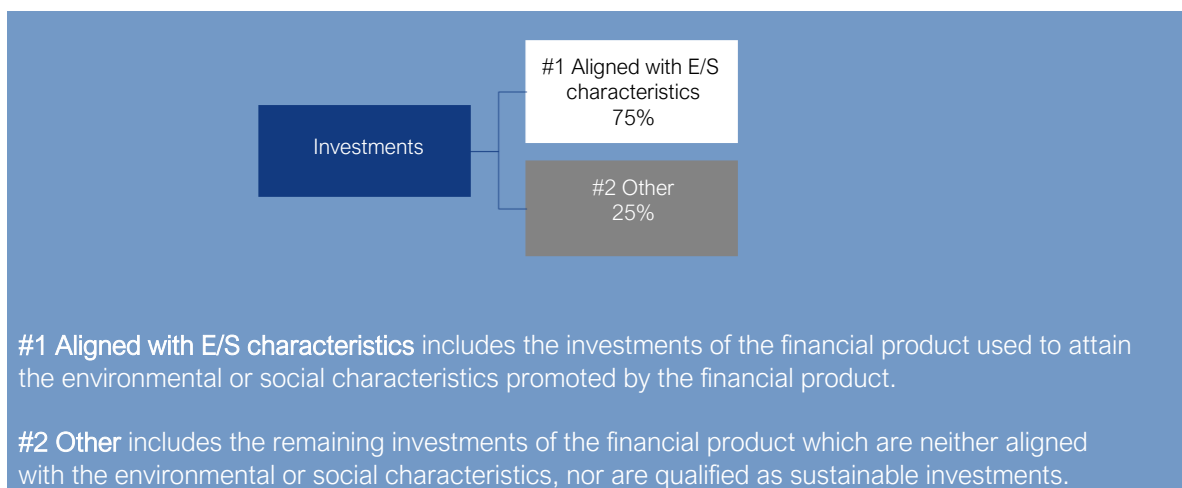 #1 Aligned with E/S
characteristics
75%
Investments
#2 Other
25%
#1 Aligned with E/S characteristics includes the investments of the financial product used to attain
the environmental or social characteristics promoted by the financial product.
#2 Other includes the remaining investments of the financial product which are neither aligned
with the environmental or social characteristics, nor are qualified as sustainable investments.